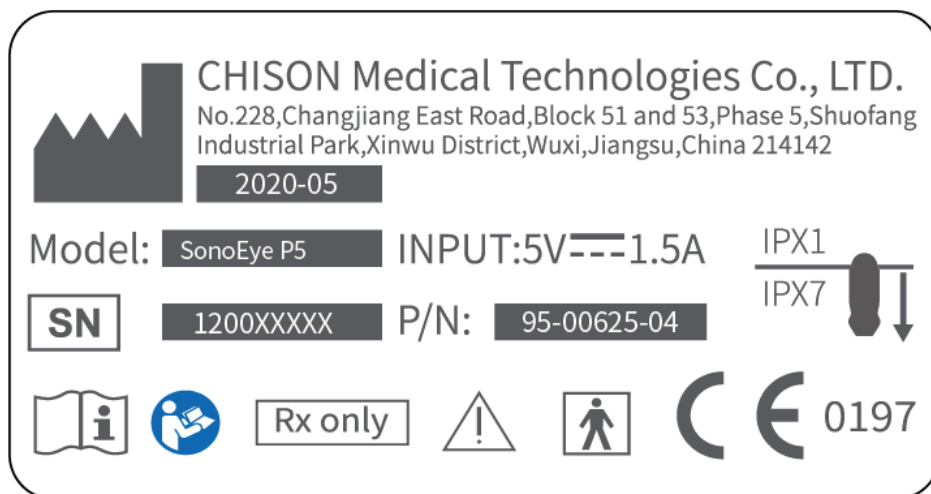 CHISON Medical Technologies Co., LTD.
No.228,Changjiang East Road,Block 51 and 53,Phase 5,Shuofang
Industrial Park,Xinwu District,Wuxi,Jiangsu,China 214142
2020-05
Model: SonoEye P5 INPUT:5V⎓1.5A
IPX1
IPX7
SN 1200XXXXX P/N: 95-00625-04
i Rx only ! CE 0197